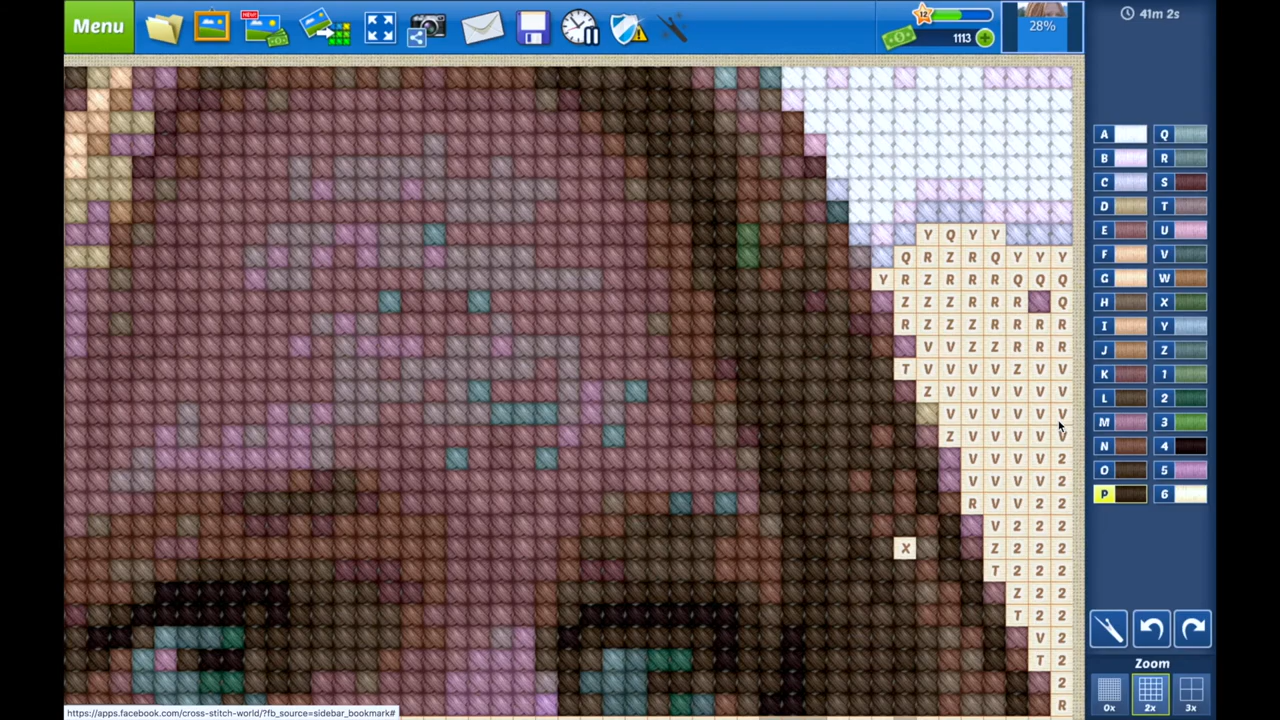 Menu
NEW!
12
1113
28%
41m 2s
A Q
B R
C S
D T
E U
F V
G W
H X
I Y
J Z
K 1
L 2
M 3
N 4
O 5
P 6
Y Q Y Y
Q R Z R Q Y Y Y
Y R Z R R R Q Q Q
Z Z Z R R R Q
R Z Z Z R R R R
V V Z Z R R R
T V V V V Z V V
Z V V V V V V
V V V V V V
Z V V V V V
V V V V 2
V V V V 2
R V V 2 2
V 2 2 2
X Z 2 2 2
T 2 2 2
Z 2 2
T 2 2
V 2
T 2
2
R
Zoom
0x 2x 3x
https://apps.facebook.com/cross-stitch-world/?fb_source=sidebar_bookmark#